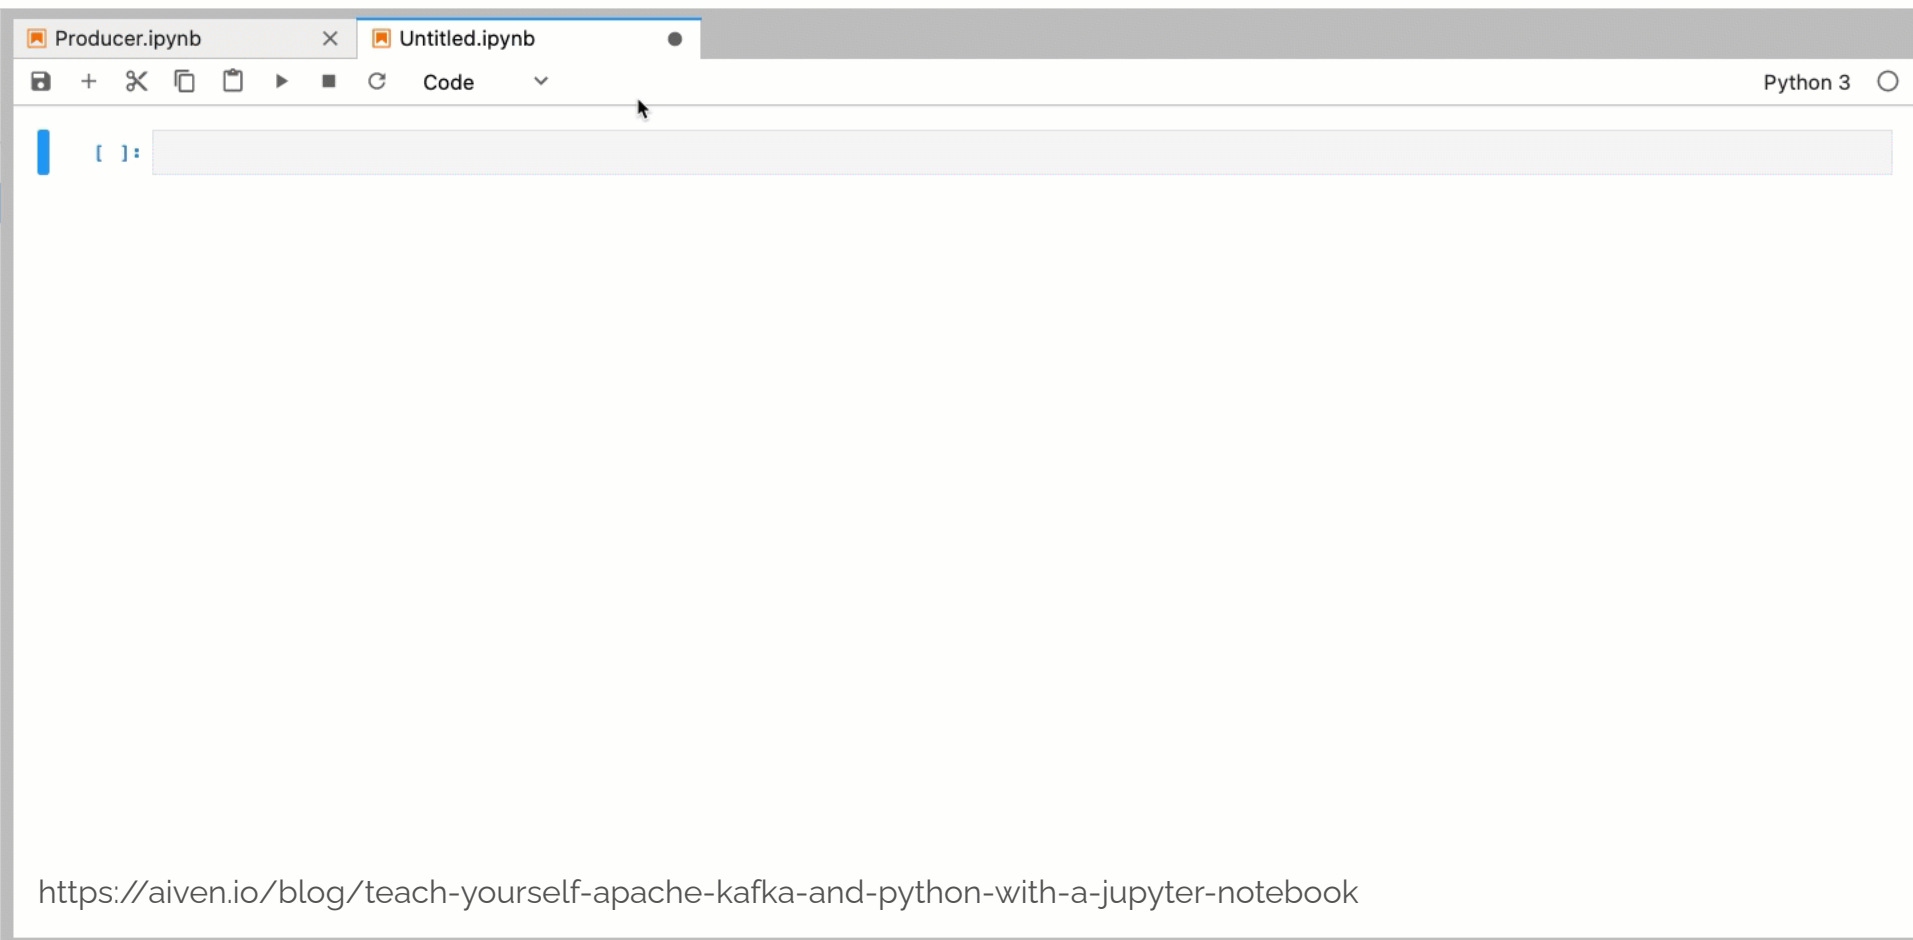 Producer.ipynb
Untitled.ipynb
Code
Python 3
[ ]:
https://aiven.io/blog/teach-yourself-apache-kafka-and-python-with-a-jupyter-notebook